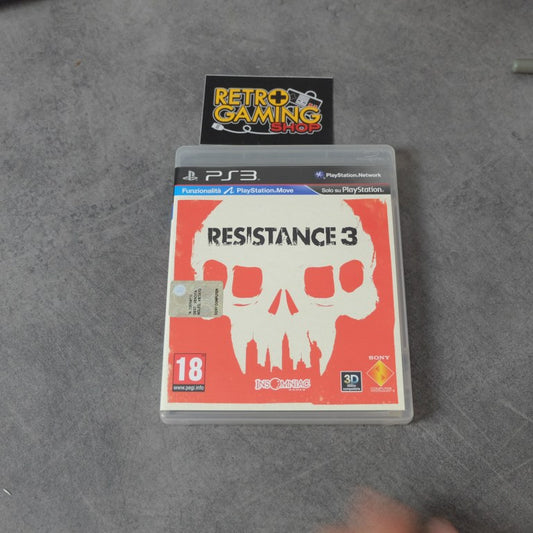 RETRO
GAMING
SHOP
PS3
PlayStation.Network
Funzionalità PlayStation.Move
Solo su PlayStation.
RESISTANCE 3
18
www.pegi.info
INSOMNIAC
GAMES
3D
SONY